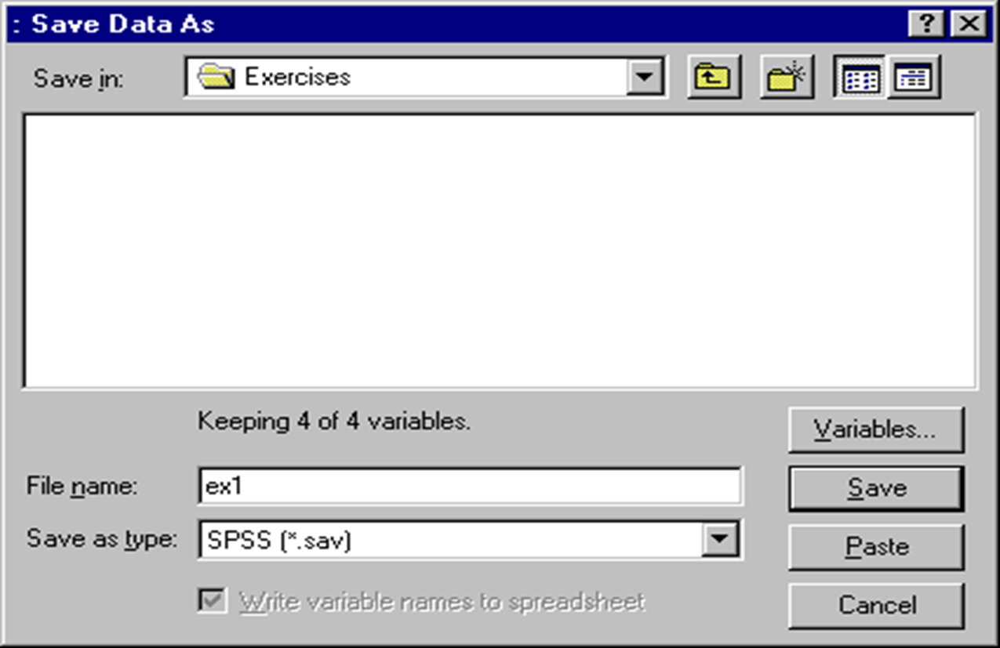 : Save Data As
Save in: Exercises
Keeping 4 of 4 variables.
Variables...
File name: ex1
Save
Save as type: SPSS (*.sav)
Paste
Write variable names to spreadsheet
Cancel